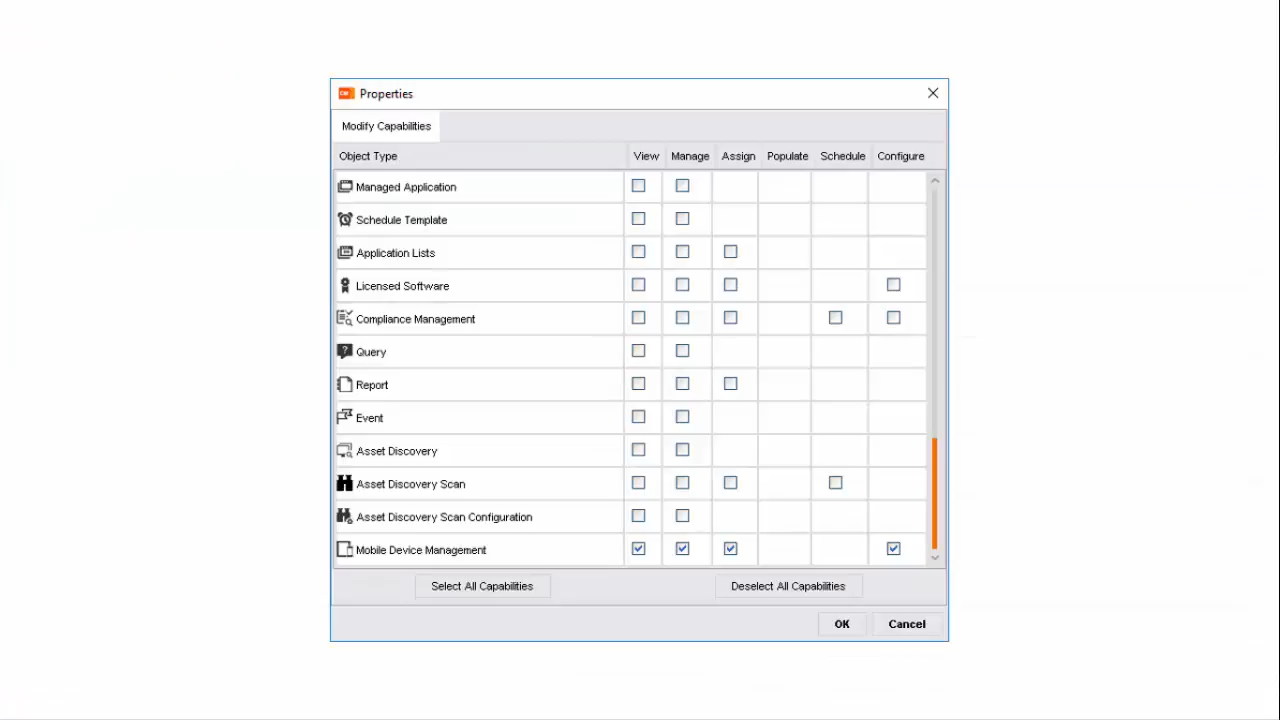 Properties
Modify Capabilities
Object Type View Manage Assign Populate Schedule Configure
Managed Application
Schedule Template
Application Lists
Licensed Software
Compliance Management
Query
Report
Event
Asset Discovery
Asset Discovery Scan
Asset Discovery Scan Configuration
Mobile Device Management
Select All Capabilities Deselect All Capabilities
OK Cancel